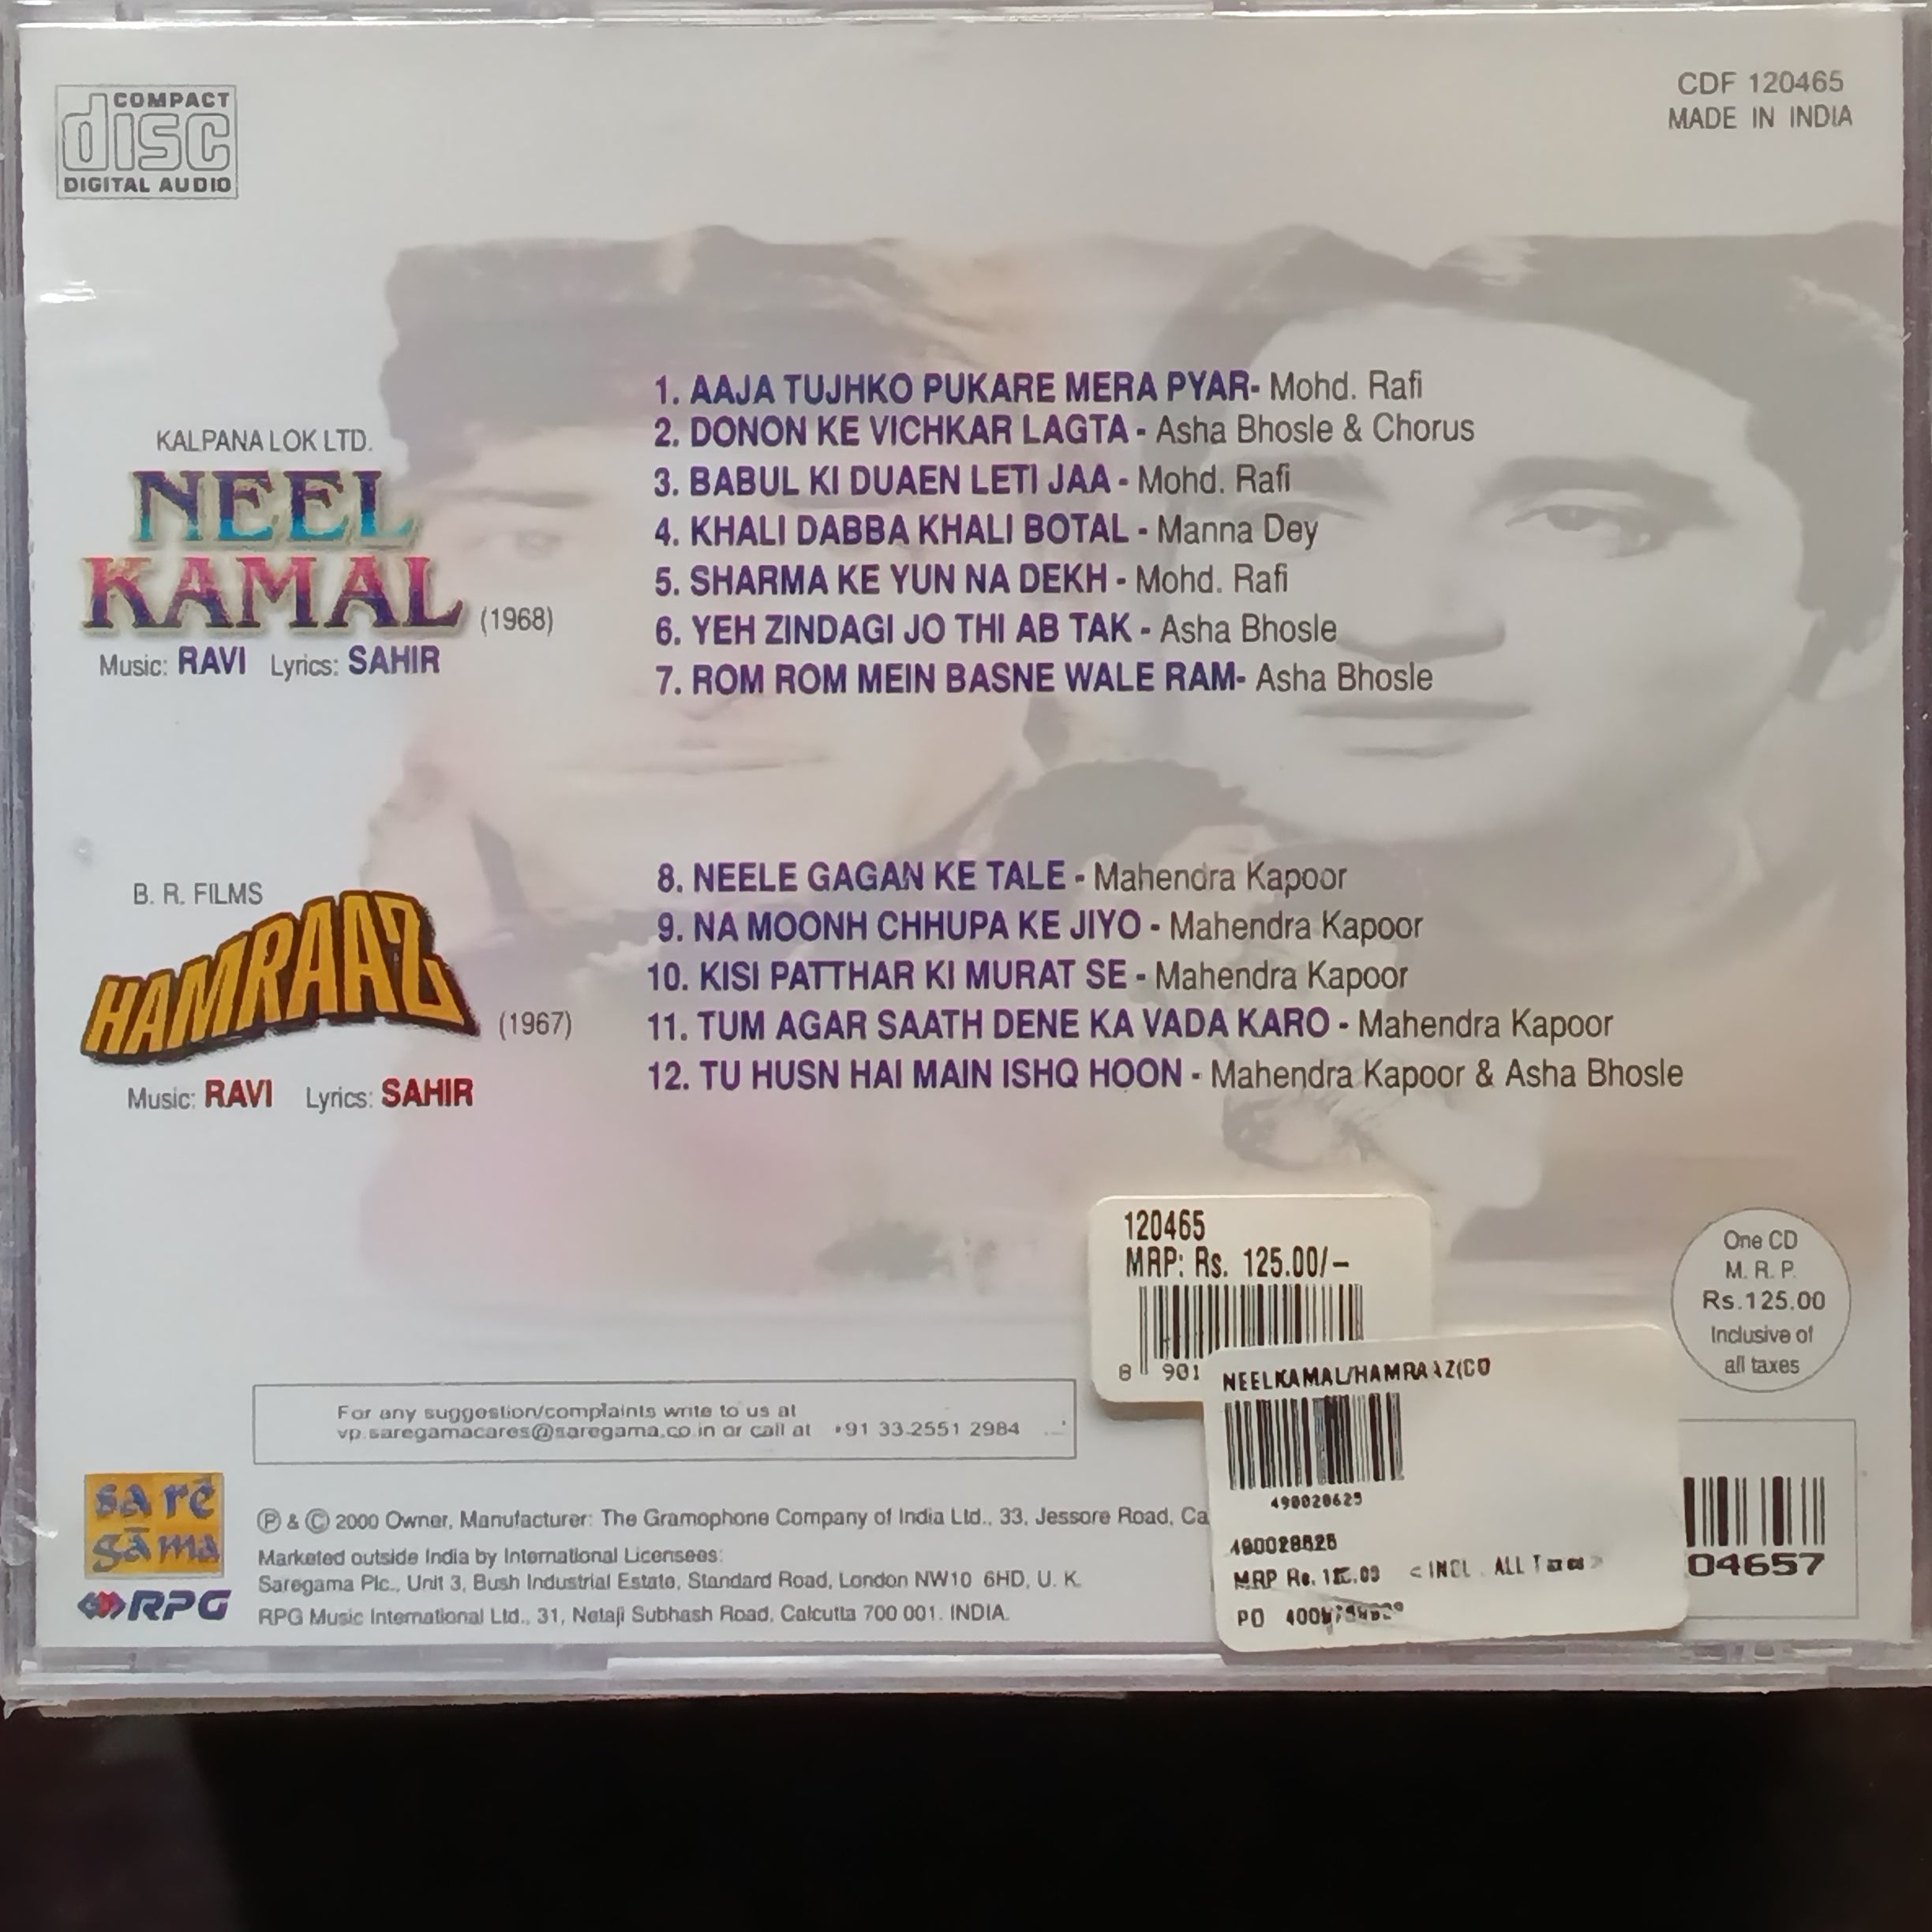 COMPACT
disc
DIGITAL AUDIO
CDF 120465
MADE IN INDIA
KALPANA LOK LTD.
NEEL
KAMAL (1968)
Music: RAVI Lyrics: SAHIR
1. AAJA TUJHKO PUKARE MERA PYAR- Mohd. Rafi
2. DONON KE VICHKAR LAGTA - Asha Bhosle & Chorus
3. BABUL KI DUAEN LETI JAA - Mohd. Rafi
4. KHALI DABBA KHALI BOTAL - Manna Dey
5. SHARMA KE YUN NA DEKH - Mohd. Rafi
6. YEH ZINDAGI JO THI AB TAK - Asha Bhosle
7. ROM ROM MEIN BASNE WALE RAM- Asha Bhosle
B. R. FILMS
HAMRAAZ (1967)
Music: RAVI Lyrics: SAHIR
8. NEELE GAGAN KE TALE - Mahendra Kapoor
9. NA MOONH CHHUPA KE JIYO - Mahendra Kapoor
10. KISI PATTHAR KI MURAT SE - Mahendra Kapoor
11. TUM AGAR SAATH DENE KA VADA KARO - Mahendra Kapoor
12. TU HUSN HAI MAIN ISHQ HOON - Mahendra Kapoor & Asha Bhosle
120465
MRP: Rs. 125.00/-
8 901
One CD
M. R. P.
Rs.125.00
Inclusive of
all taxes
NEELKAMAL/HAMRAAZ(CD
490028625
MRP Rs. <INCL . ALL Taxes>
PO
04657
For any suggestion/complaints write to us at
vp.saregamacares@saregama.co.in or call at +91 33-2551 2984
sa rē
gā ma
RPG
℗ & © 2000 Owner, Manufacturer: The Gramophone Company of India Ltd., 33, Jessore Road, Ca
Marketed outside India by International Licensees:
Saregama Plc., Unit 3, Bush Industrial Estate, Standard Road, London NW10 6HD, U. K.
RPG Music International Ltd., 31, Netaji Subhash Road, Calcutta 700 001. INDIA.